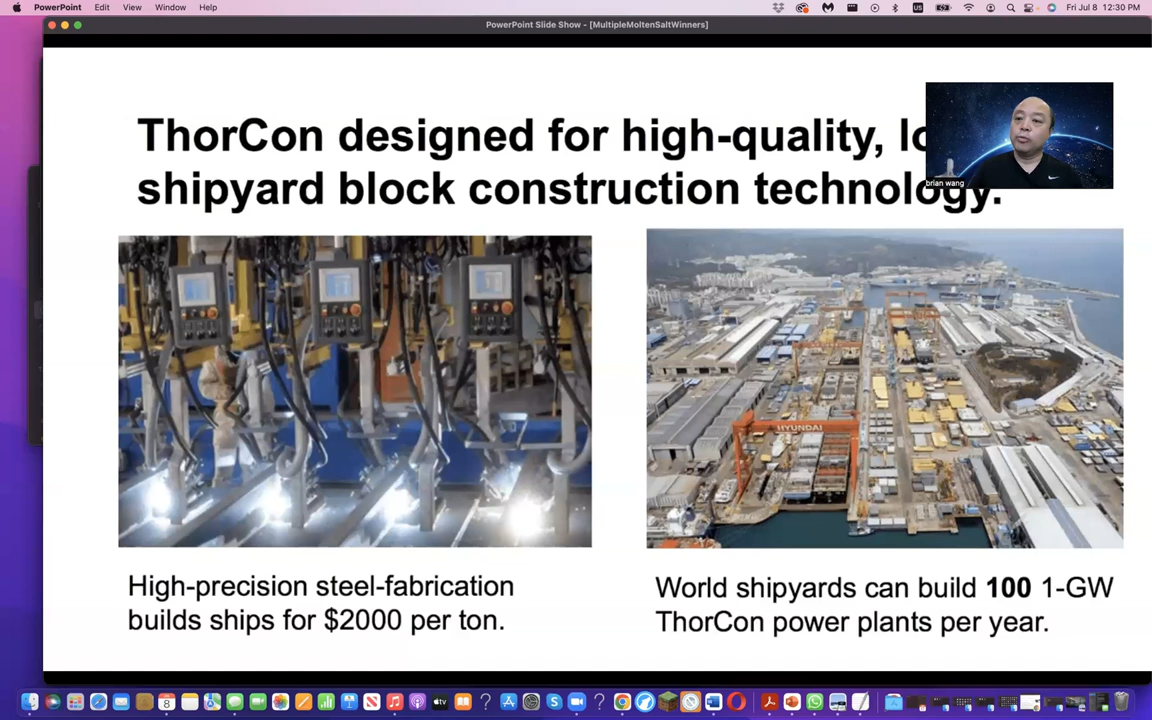 PowerPoint Edit View Window Help
Fri Jul 8 12:30 PM
PowerPoint Slide Show - [MultipleMoltenSaltWinners]
ThorCon designed for high-quality,
shipyard block construction technology.
brian wang
HYUNDAI
High-precision steel-fabrication
builds ships for $2000 per ton.
World shipyards can build 100 1-GW
ThorCon power plants per year.